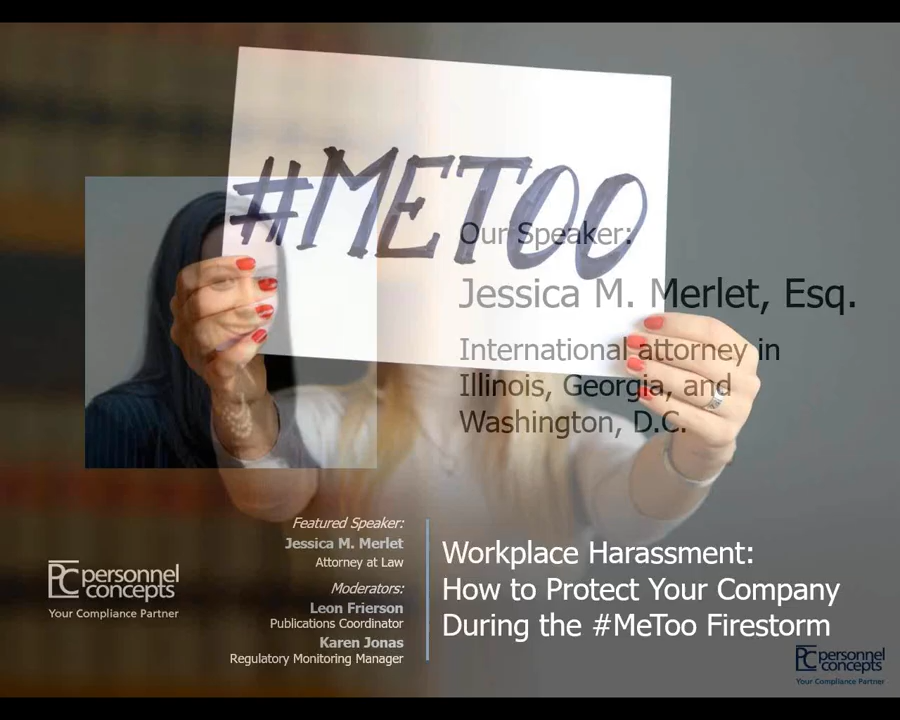 #METOO
Our Speaker:
Jessica M. Merlet, Esq.
International attorney in
Illinois, Georgia, and
Washington, D.C.
Featured Speaker:
Jessica M. Merlet
Attorney at Law
Moderators:
Leon Frierson
Publications Coordinator
Karen Jonas
Regulatory Monitoring Manager
PC personnel
concepts
Your Compliance Partner
Workplace Harassment:
How to Protect Your Company
During the #MeToo Firestorm
PC personnel
concepts
Your Compliance Partner